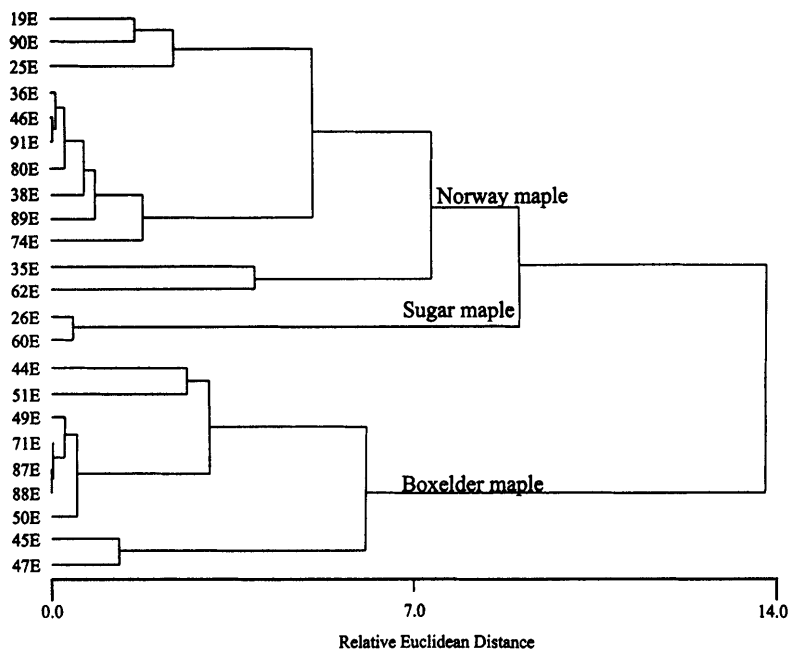 19E
90E
25E
36E
46E
91E
80E
38E
89E
74E
35E
62E
26E
60E
44E
51E
49E
71E
87E
88E
50E
45E
47E
Norway maple
Sugar maple
Boxelder maple
0.0 7.0 14.0
Relative Euclidean Distance